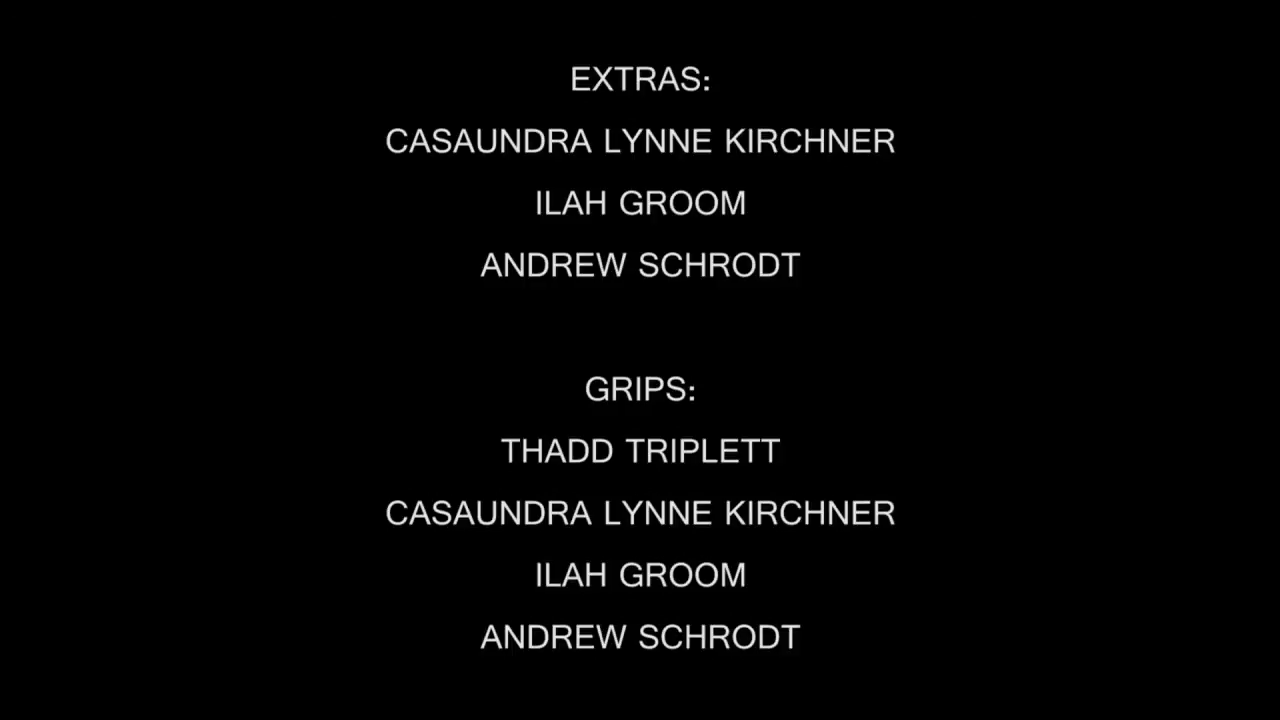 EXTRAS:
CASAUNDRA LYNNE KIRCHNER
ILAH GROOM
ANDREW SCHRODT
GRIPS:
THADD TRIPLETT
CASAUNDRA LYNNE KIRCHNER
ILAH GROOM
ANDREW SCHRODT